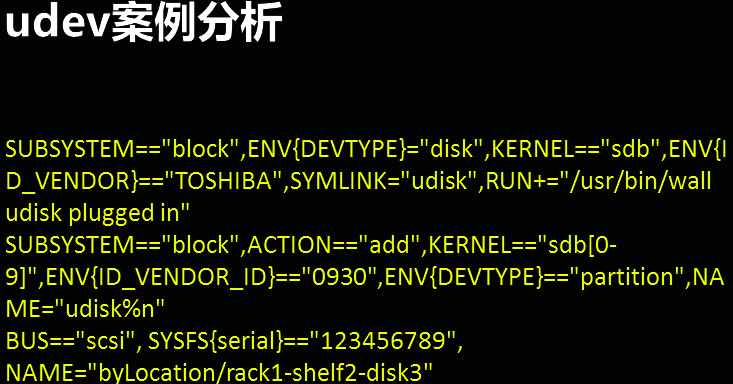 udev案例分析
SUBSYSTEM=="block",ENV{DEVTYPE}="disk",KERNEL=="sdb",ENV{I
D_VENDOR}=="TOSHIBA",SYMLINK="udisk",RUN+="/usr/bin/wall
udisk plugged in"
SUBSYSTEM=="block",ACTION=="add",KERNEL=="sdb[0-
9]",ENV{ID_VENDOR_ID}=="0930",ENV{DEVTYPE}=="partition",NA
ME="udisk%n"
BUS=="scsi", SYSFS{serial}=="123456789",
NAME="byLocation/rack1-shelf2-disk3"